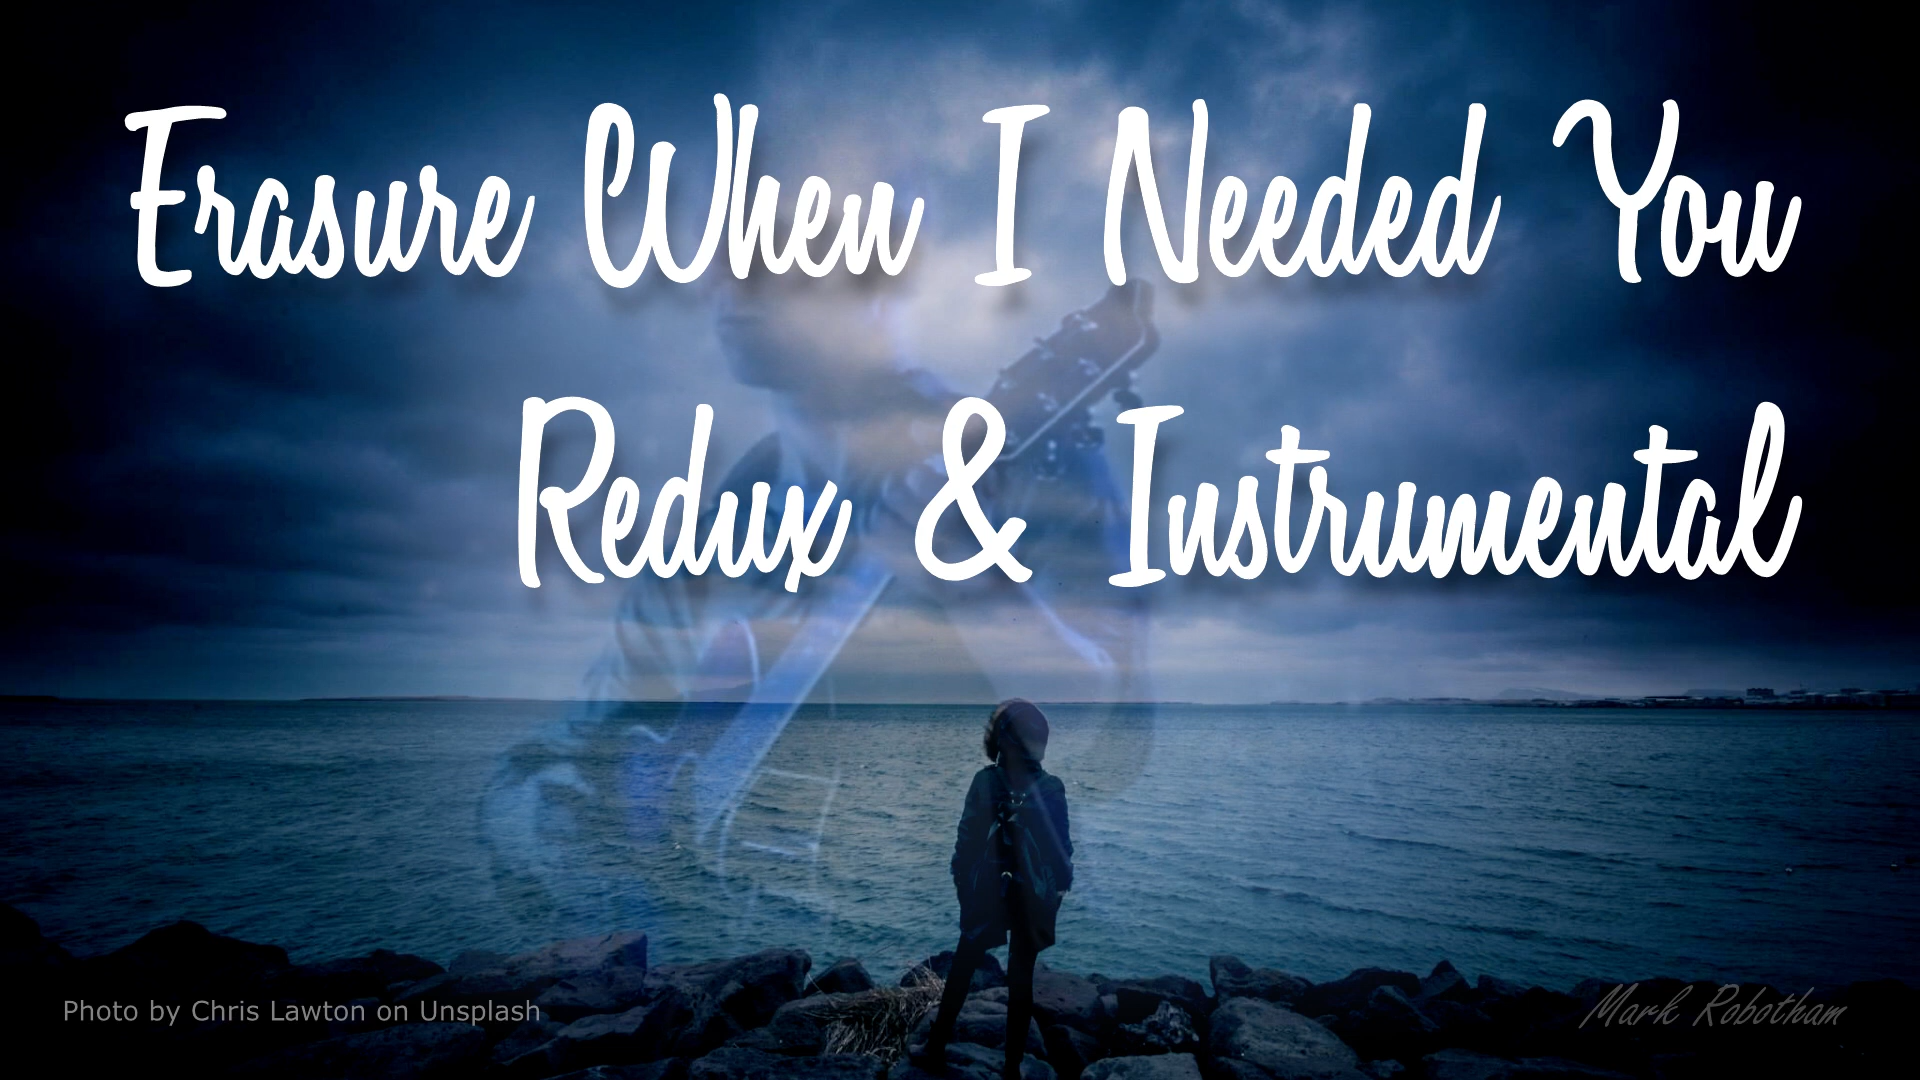 Erasure When I Needed You
Redux & Instrumental
Photo by Chris Lawton on Unsplash
Mark Robotham